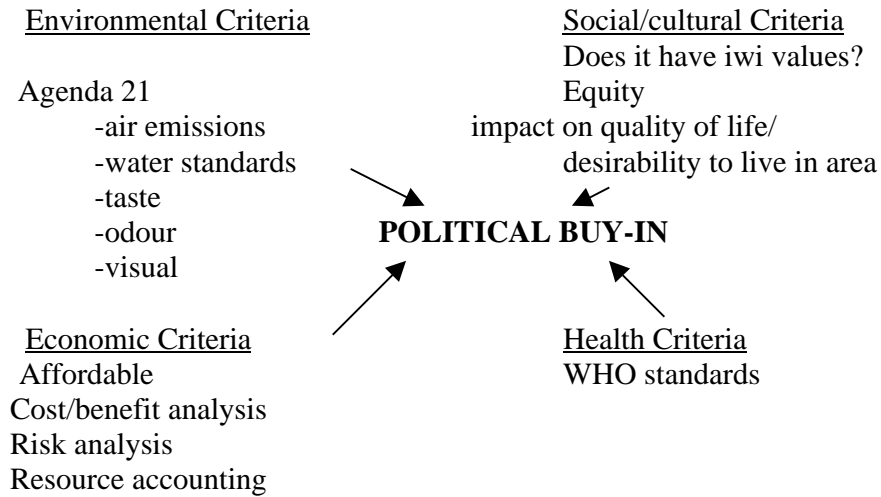 Environmental Criteria
Agenda 21
-air emissions
-water standards
-taste
-odour
-visual
Social/cultural Criteria
Does it have iwi values?
Equity
impact on quality of life/
desirability to live in area
POLITICAL BUY-IN
Economic Criteria
Affordable
Cost/benefit analysis
Risk analysis
Resource accounting
Health Criteria
WHO standards